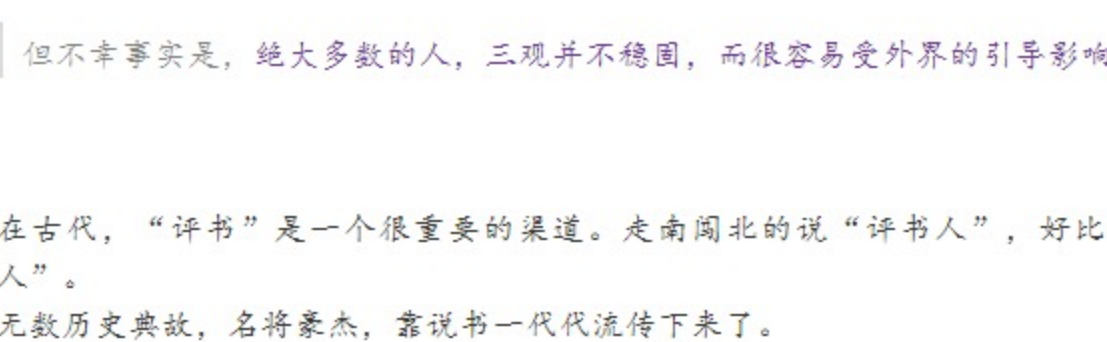 但不幸事实是，绝大多数的人，三观并不稳固，而很容易受外界的引导影响
在古代，“评书”是一个很重要的渠道。走南闯北的说“评书人”，好比
人”。
无数历史典故，名将豪杰，靠说书一代代流传下来了。